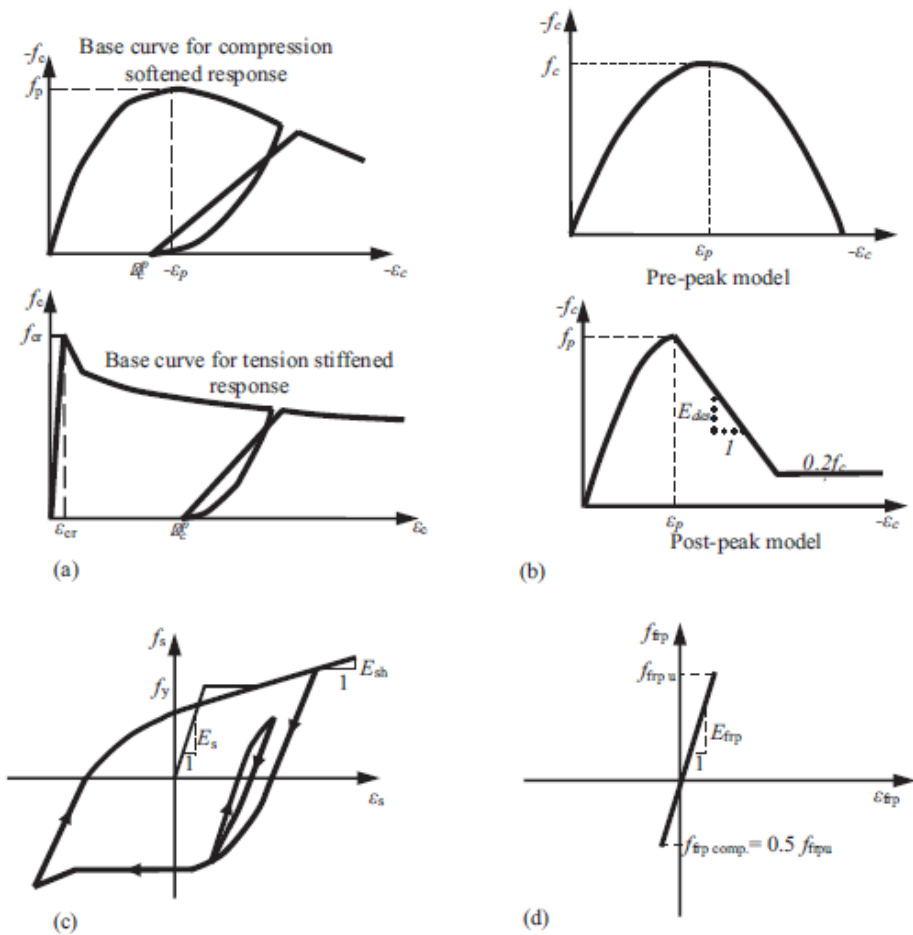 -fc
Base curve for compression
softened response
fp
-εp
-εc
fc
fcr
Base curve for tension stiffened
response
εcr
εc
(a)
-fc
fc
εp
-εc
Pre-peak model
-fc
fp
Edes
1
0.2fc
εp
-εc
Post-peak model
(b)
fs
fy
Esh
1
Es
1
εs
(c)
ffrp
ffrp u
Efrp
1
εfrp
ffrp comp.= 0.5 ffrpu
(d)